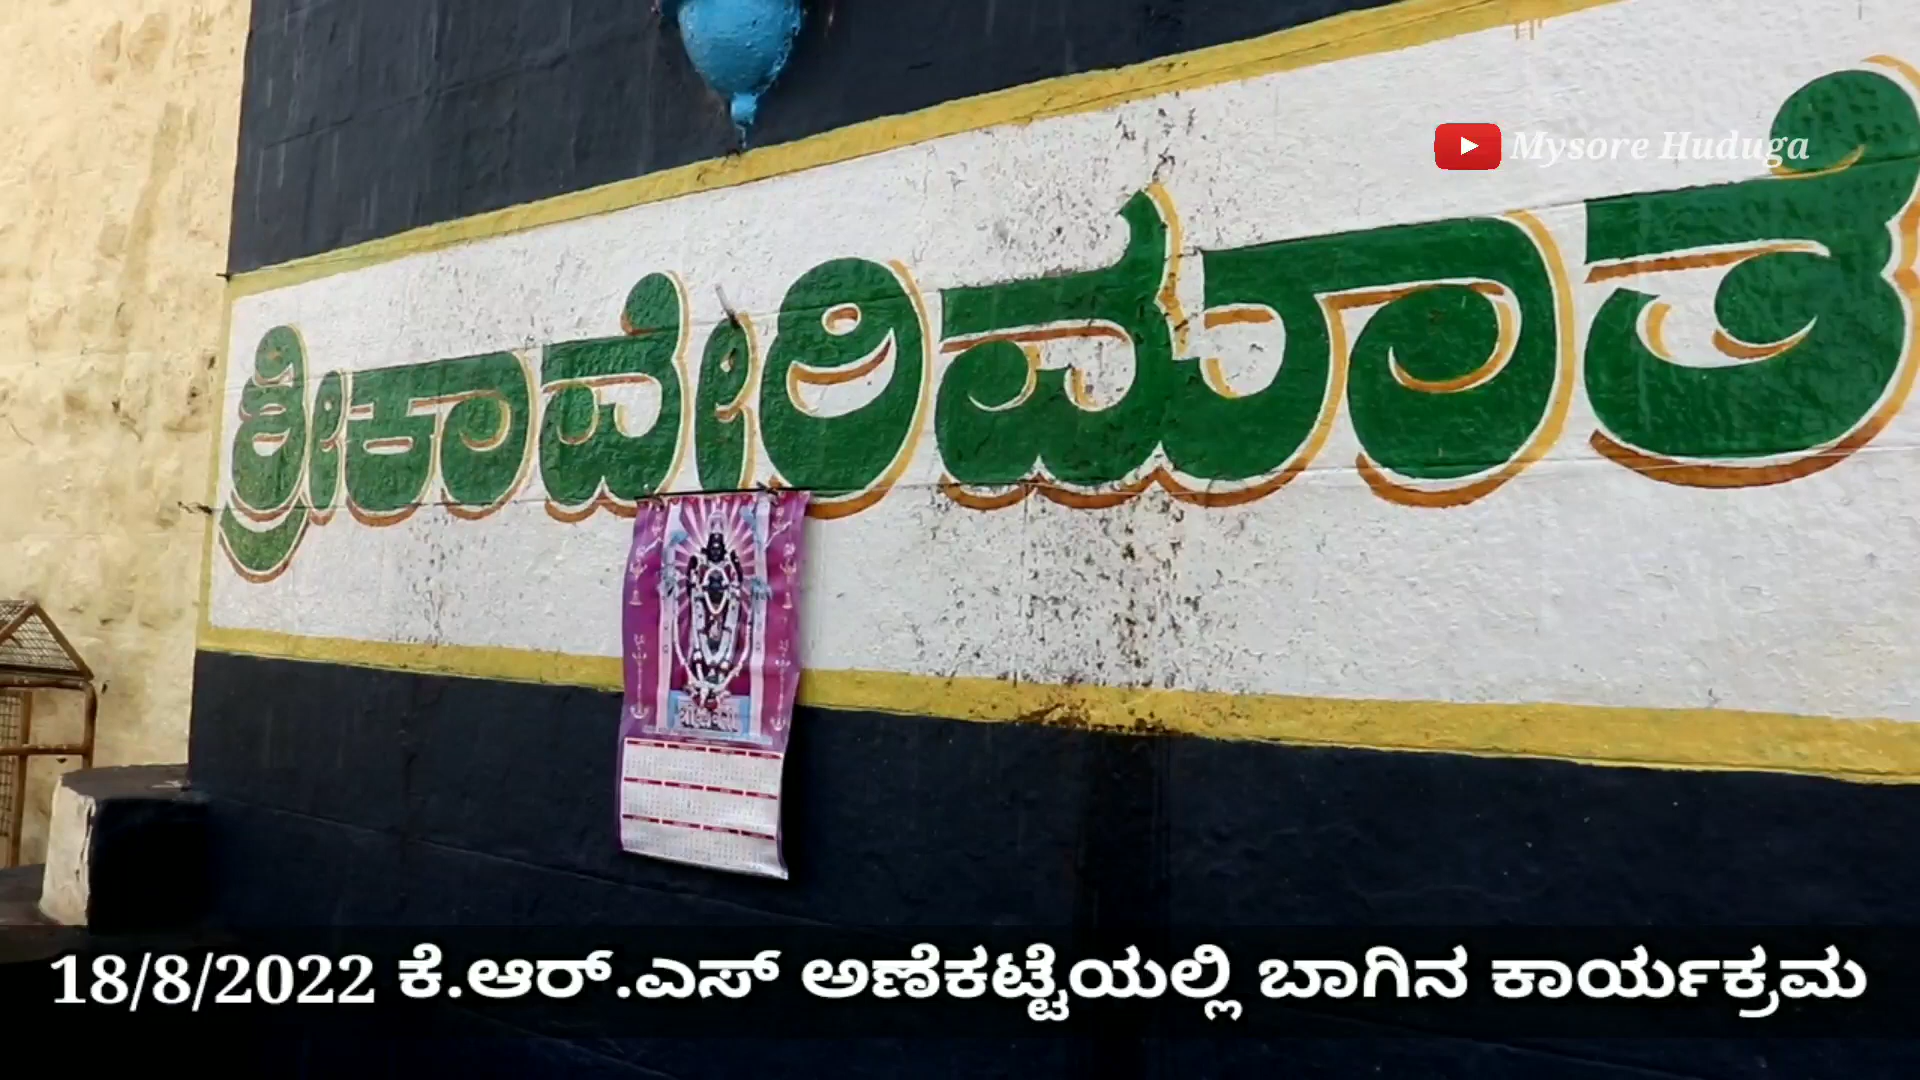 Mysore Huduga
ಶ್ರೀಕಾವೇರಿಮಾತೆ
18/8/2022 ಕೆ.ಆರ್.ಎಸ್ ಅಣೆಕಟ್ಟೆಯಲ್ಲಿ ಬಾಗಿನ ಕಾರ್ಯಕ್ರಮ